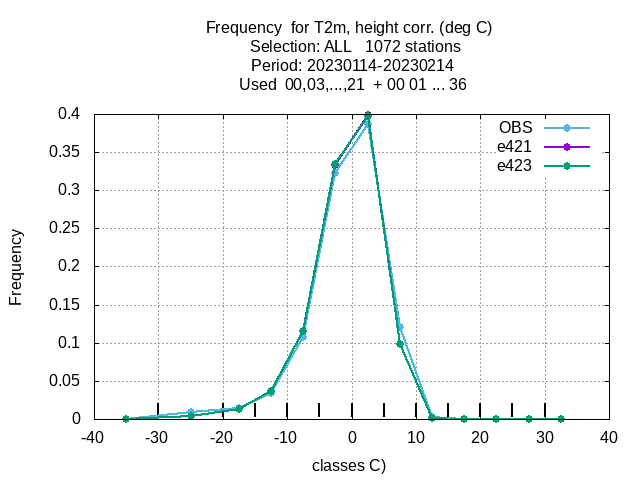 Frequency  for T2m, height corr. (deg C)
Selection: ALL   1072 stations
Period: 20230114-20230214
Used  00,03,...,21  + 00 01 ... 36
OBS
e421
e423
0.4
0.35
0.3
0.25
0.2
0.15
0.1
0.05
0
Frequency
-40 -30 -20 -10 0 10 20 30 40
classes C)